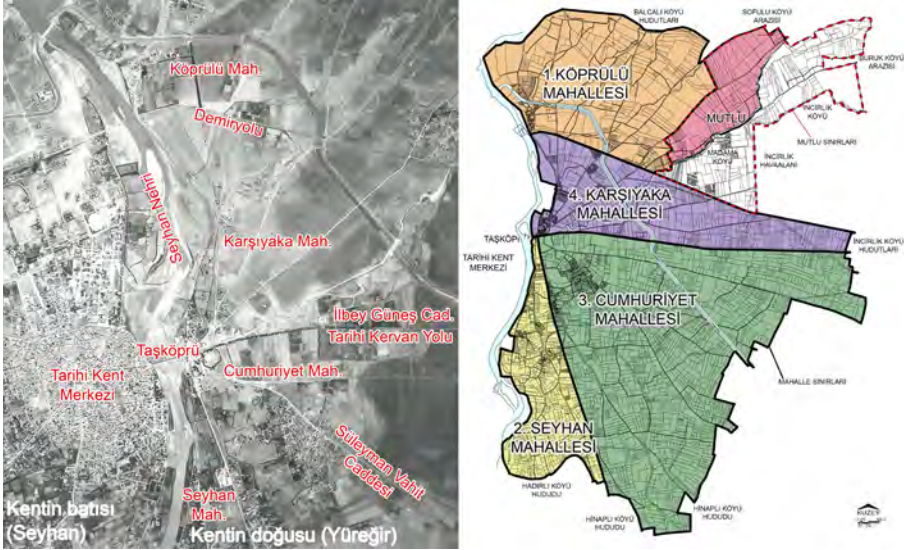 Köprülü Mah.
Demiryolu
Seyhan Nehri
Karşıyaka Mah.
İlbey Güneş Cad.
Tarihi Kervan Yolu
Taşköprü
Cumhuriyet Mah.
Tarihi Kent
Merkezi
Süleyman Vahit
Caddesi
Seyhan
Mah.
Kentin batısı
(Seyhan)
Kentin doğusu (Yüreğir)
BALCALI KÖYÜ
HUDUTLARI
SOFULU KÖYÜ
ARAZİSİ
BURUK KÖYÜ
ARAZİSİ
1.KÖPRÜLÜ
MAHALLESİ
MUTLU
İNCİRLİK
KÖYÜ
MUTLU SINIRLARI
MADAMA
KÖYÜ
İNCİRLİK
HAVAALANI
4. KARŞIYAKA
MAHALLESİ
TAŞKÖPÜ
TARİHİ KENT
MERKEZİ
İNCİRLİK KÖYÜ
HUDUTLARI
3. CUMHURİYET
MAHALLESİ
MAHALLE SINIRLARI
2. SEYHAN
MAHALLESİ
HADIRLI KÖYÜ
HUDUDU
HINAPLI KÖYÜ
HUDUDU
HINAPLI KÖYÜ
HUDUDU
KUZEY